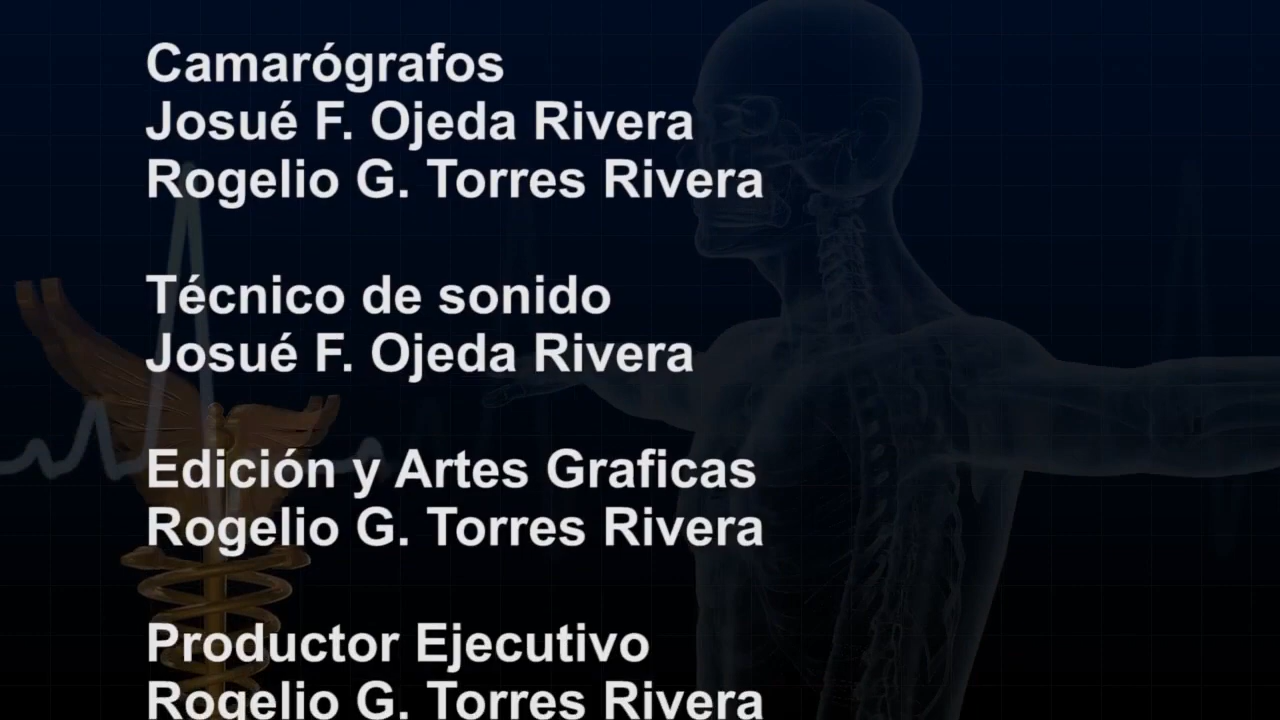 Camarógrafos
Josué F. Ojeda Rivera
Rogelio G. Torres Rivera
Técnico de sonido
Josué F. Ojeda Rivera
Edición y Artes Graficas
Rogelio G. Torres Rivera
Productor Ejecutivo
Rogelio G. Torres Rivera